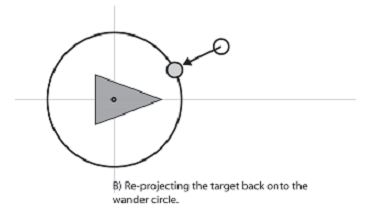 B) Re-projecting the target back onto the
wander circle.